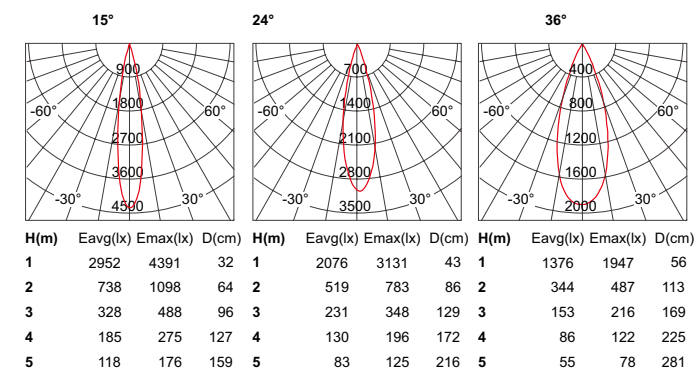 15° 24° 36°
900 700 400
1800 1400 800
-60° 60° -60° 60° -60° 60°
2700 2100 1200
3600 2800 1600
-30° 30° -30° 30° -30° 30°
4500 3500 2000
H(m) Eavg(lx) Emax(lx) D(cm) H(m) Eavg(lx) Emax(lx) D(cm) H(m) Eavg(lx) Emax(lx) D(cm)
1 2952 4391 32 1 2076 3131 43 1 1376 1947 56
2 738 1098 64 2 519 783 86 2 344 487 113
3 328 488 96 3 231 348 129 3 153 216 169
4 185 275 127 4 130 196 172 4 86 122 225
5 118 176 159 5 83 125 216 5 55 78 281